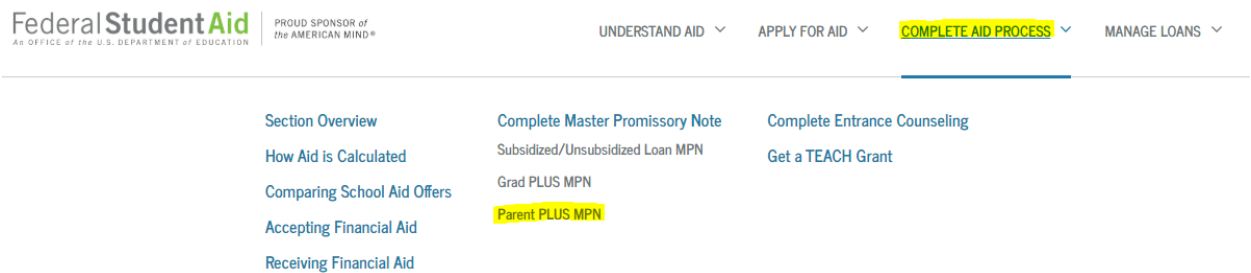 Federal Student Aid
An OFFICE of the U.S. DEPARTMENT of EDUCATION
PROUD SPONSOR of
the AMERICAN MIND®
UNDERSTAND AID
APPLY FOR AID
COMPLETE AID PROCESS
MANAGE LOANS
Section Overview
How Aid is Calculated
Comparing School Aid Offers
Accepting Financial Aid
Receiving Financial Aid
Complete Master Promissory Note
Subsidized/Unsubsidized Loan MPN
Grad PLUS MPN
Parent PLUS MPN
Complete Entrance Counseling
Get a TEACH Grant